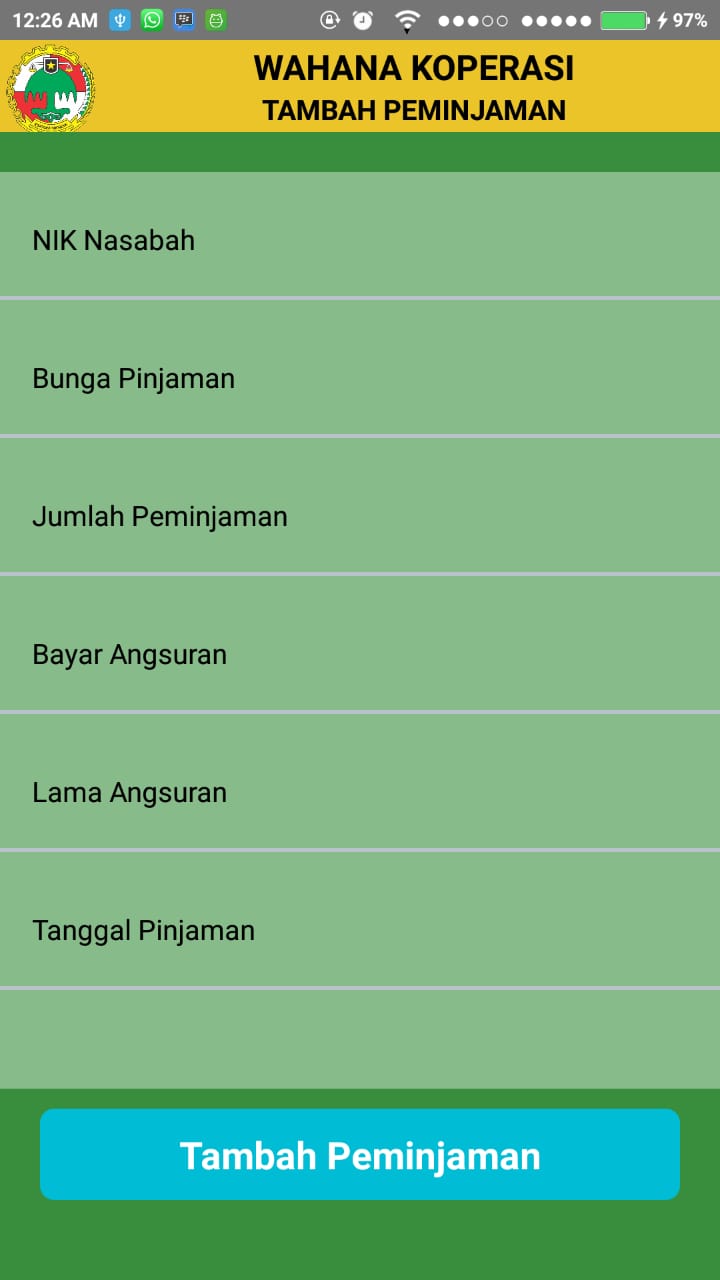 12:26 AM 97%
WAHANA KOPERASI
TAMBAH PEMINJAMAN
NIK Nasabah
Bunga Pinjaman
Jumlah Peminjaman
Bayar Angsuran
Lama Angsuran
Tanggal Pinjaman
Tambah Peminjaman